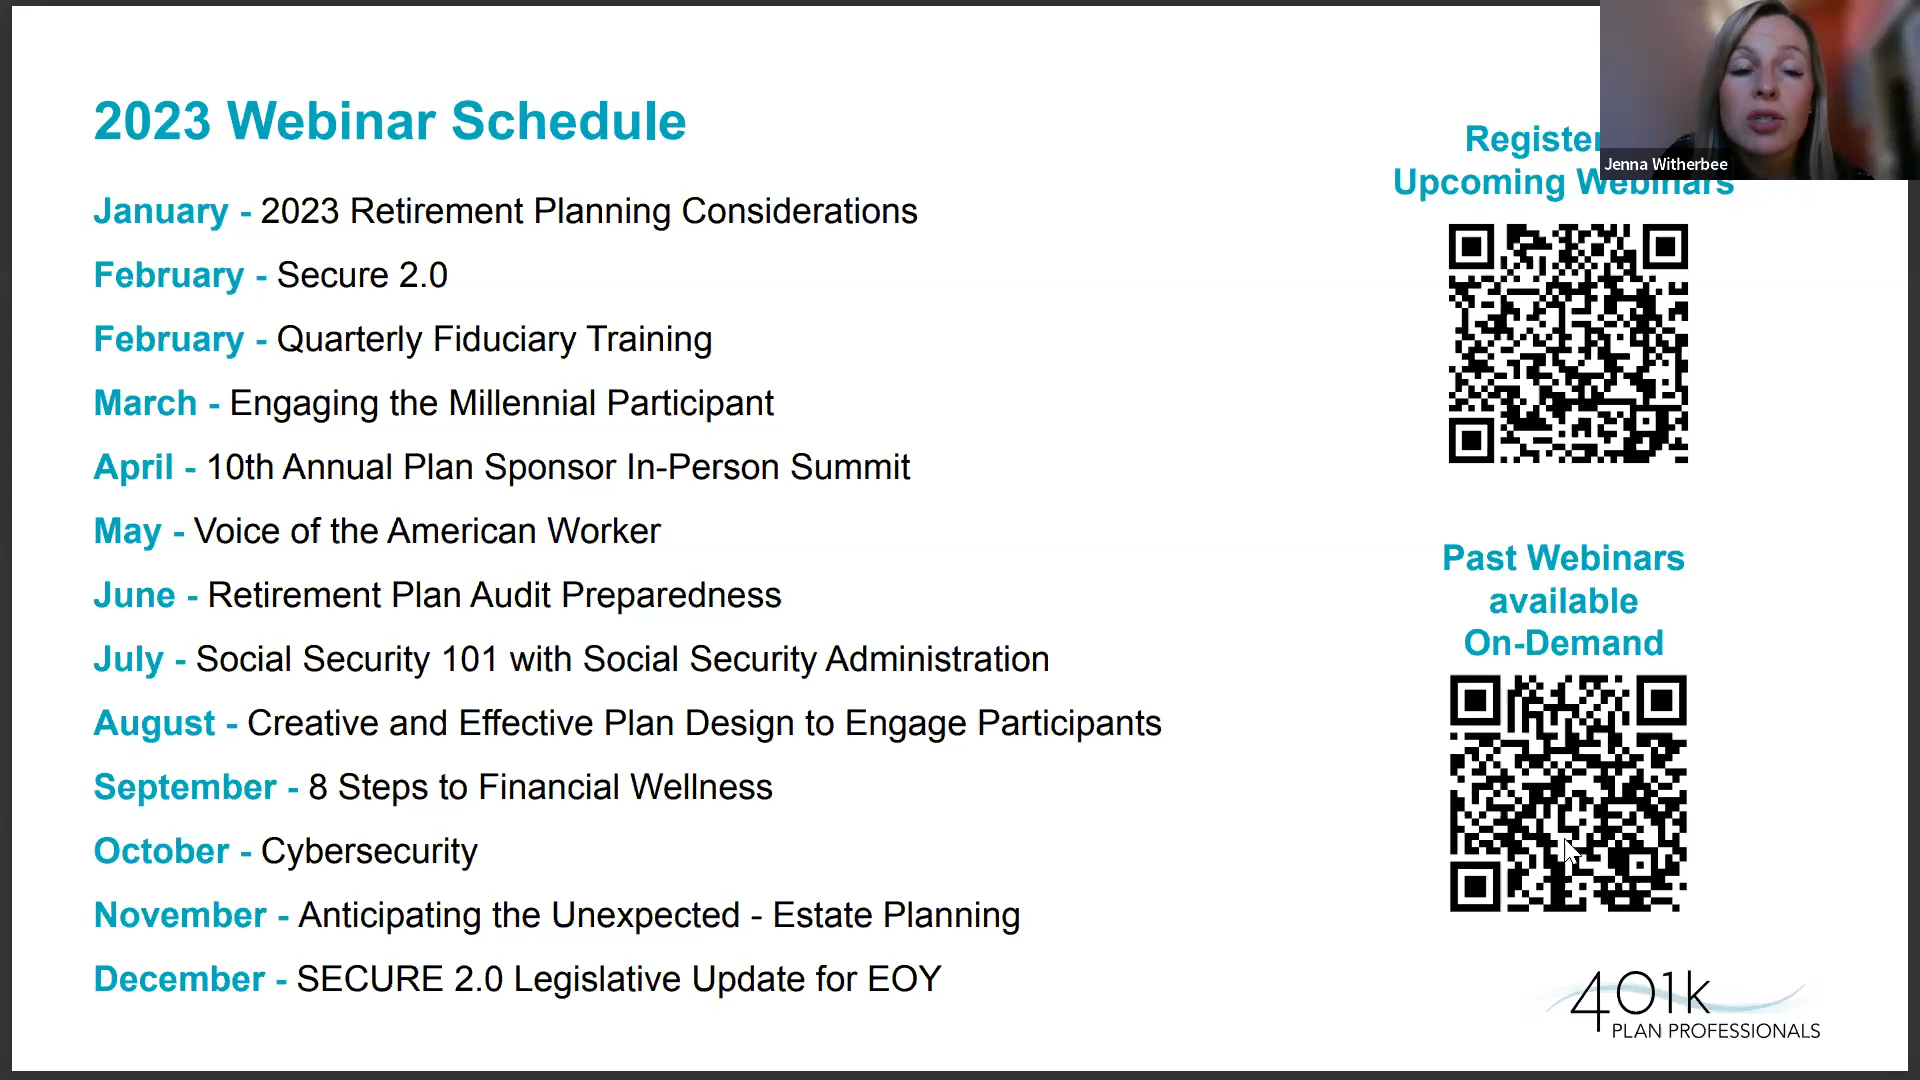 2023 Webinar Schedule
January - 2023 Retirement Planning Considerations
February - Secure 2.0
February - Quarterly Fiduciary Training
March - Engaging the Millennial Participant
April - 10th Annual Plan Sponsor In-Person Summit
May - Voice of the American Worker
June - Retirement Plan Audit Preparedness
July - Social Security 101 with Social Security Administration
August - Creative and Effective Plan Design to Engage Participants
September - 8 Steps to Financial Wellness
October - Cybersecurity
November - Anticipating the Unexpected - Estate Planning
December - SECURE 2.0 Legislative Update for EOY
Register
Upcoming Webinars
Jenna Witherbee
Past Webinars
available
On-Demand
401k
PLAN PROFESSIONALS